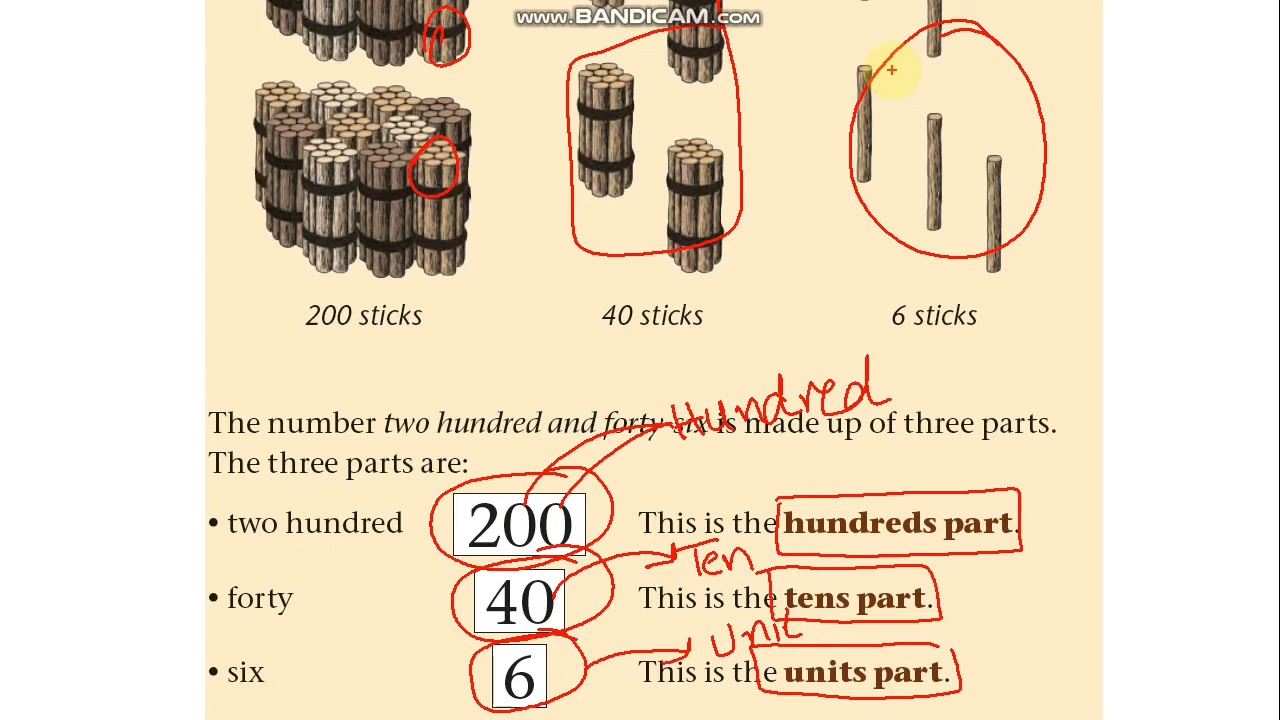 www.BANDICAM.com
200 sticks
40 sticks
6 sticks
Hundred
The number two hundred and forty-six is made up of three parts.
The three parts are:
• two hundred 200 This is the hundreds part.
Ten
• forty 40 This is the tens part.
Unit
• six 6 This is the units part.